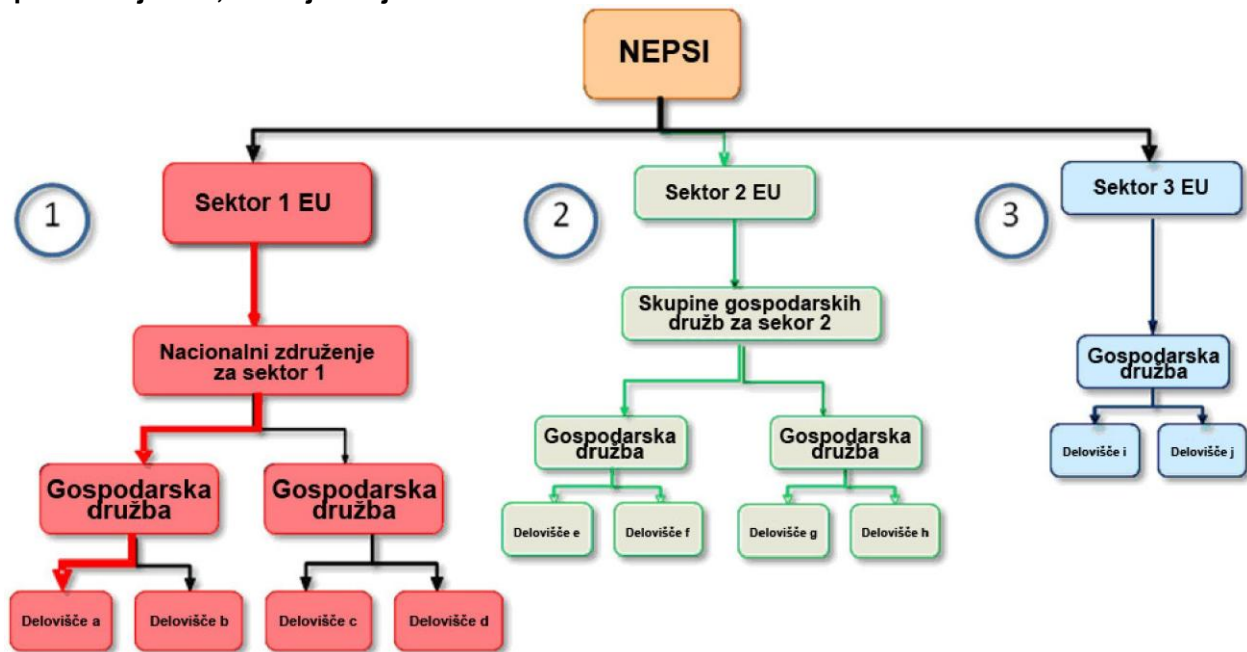 NEPSI
1
Sektor 1 EU
2
Sektor 2 EU
3
Sektor 3 EU
Nacionalni združenje
za sektor 1
Skupine gospodarskih
družb za sekor 2
Gospodarska
družba
Gospodarska
družba
Gospodarska
družba
Gospodarska
družba
Gospodarska
družba
Delovišče a
Delovišče b
Delovišče c
Delovišče d
Delovišče e
Delovišče f
Delovišče g
Delovišče h
Delovišče i
Delovišče j